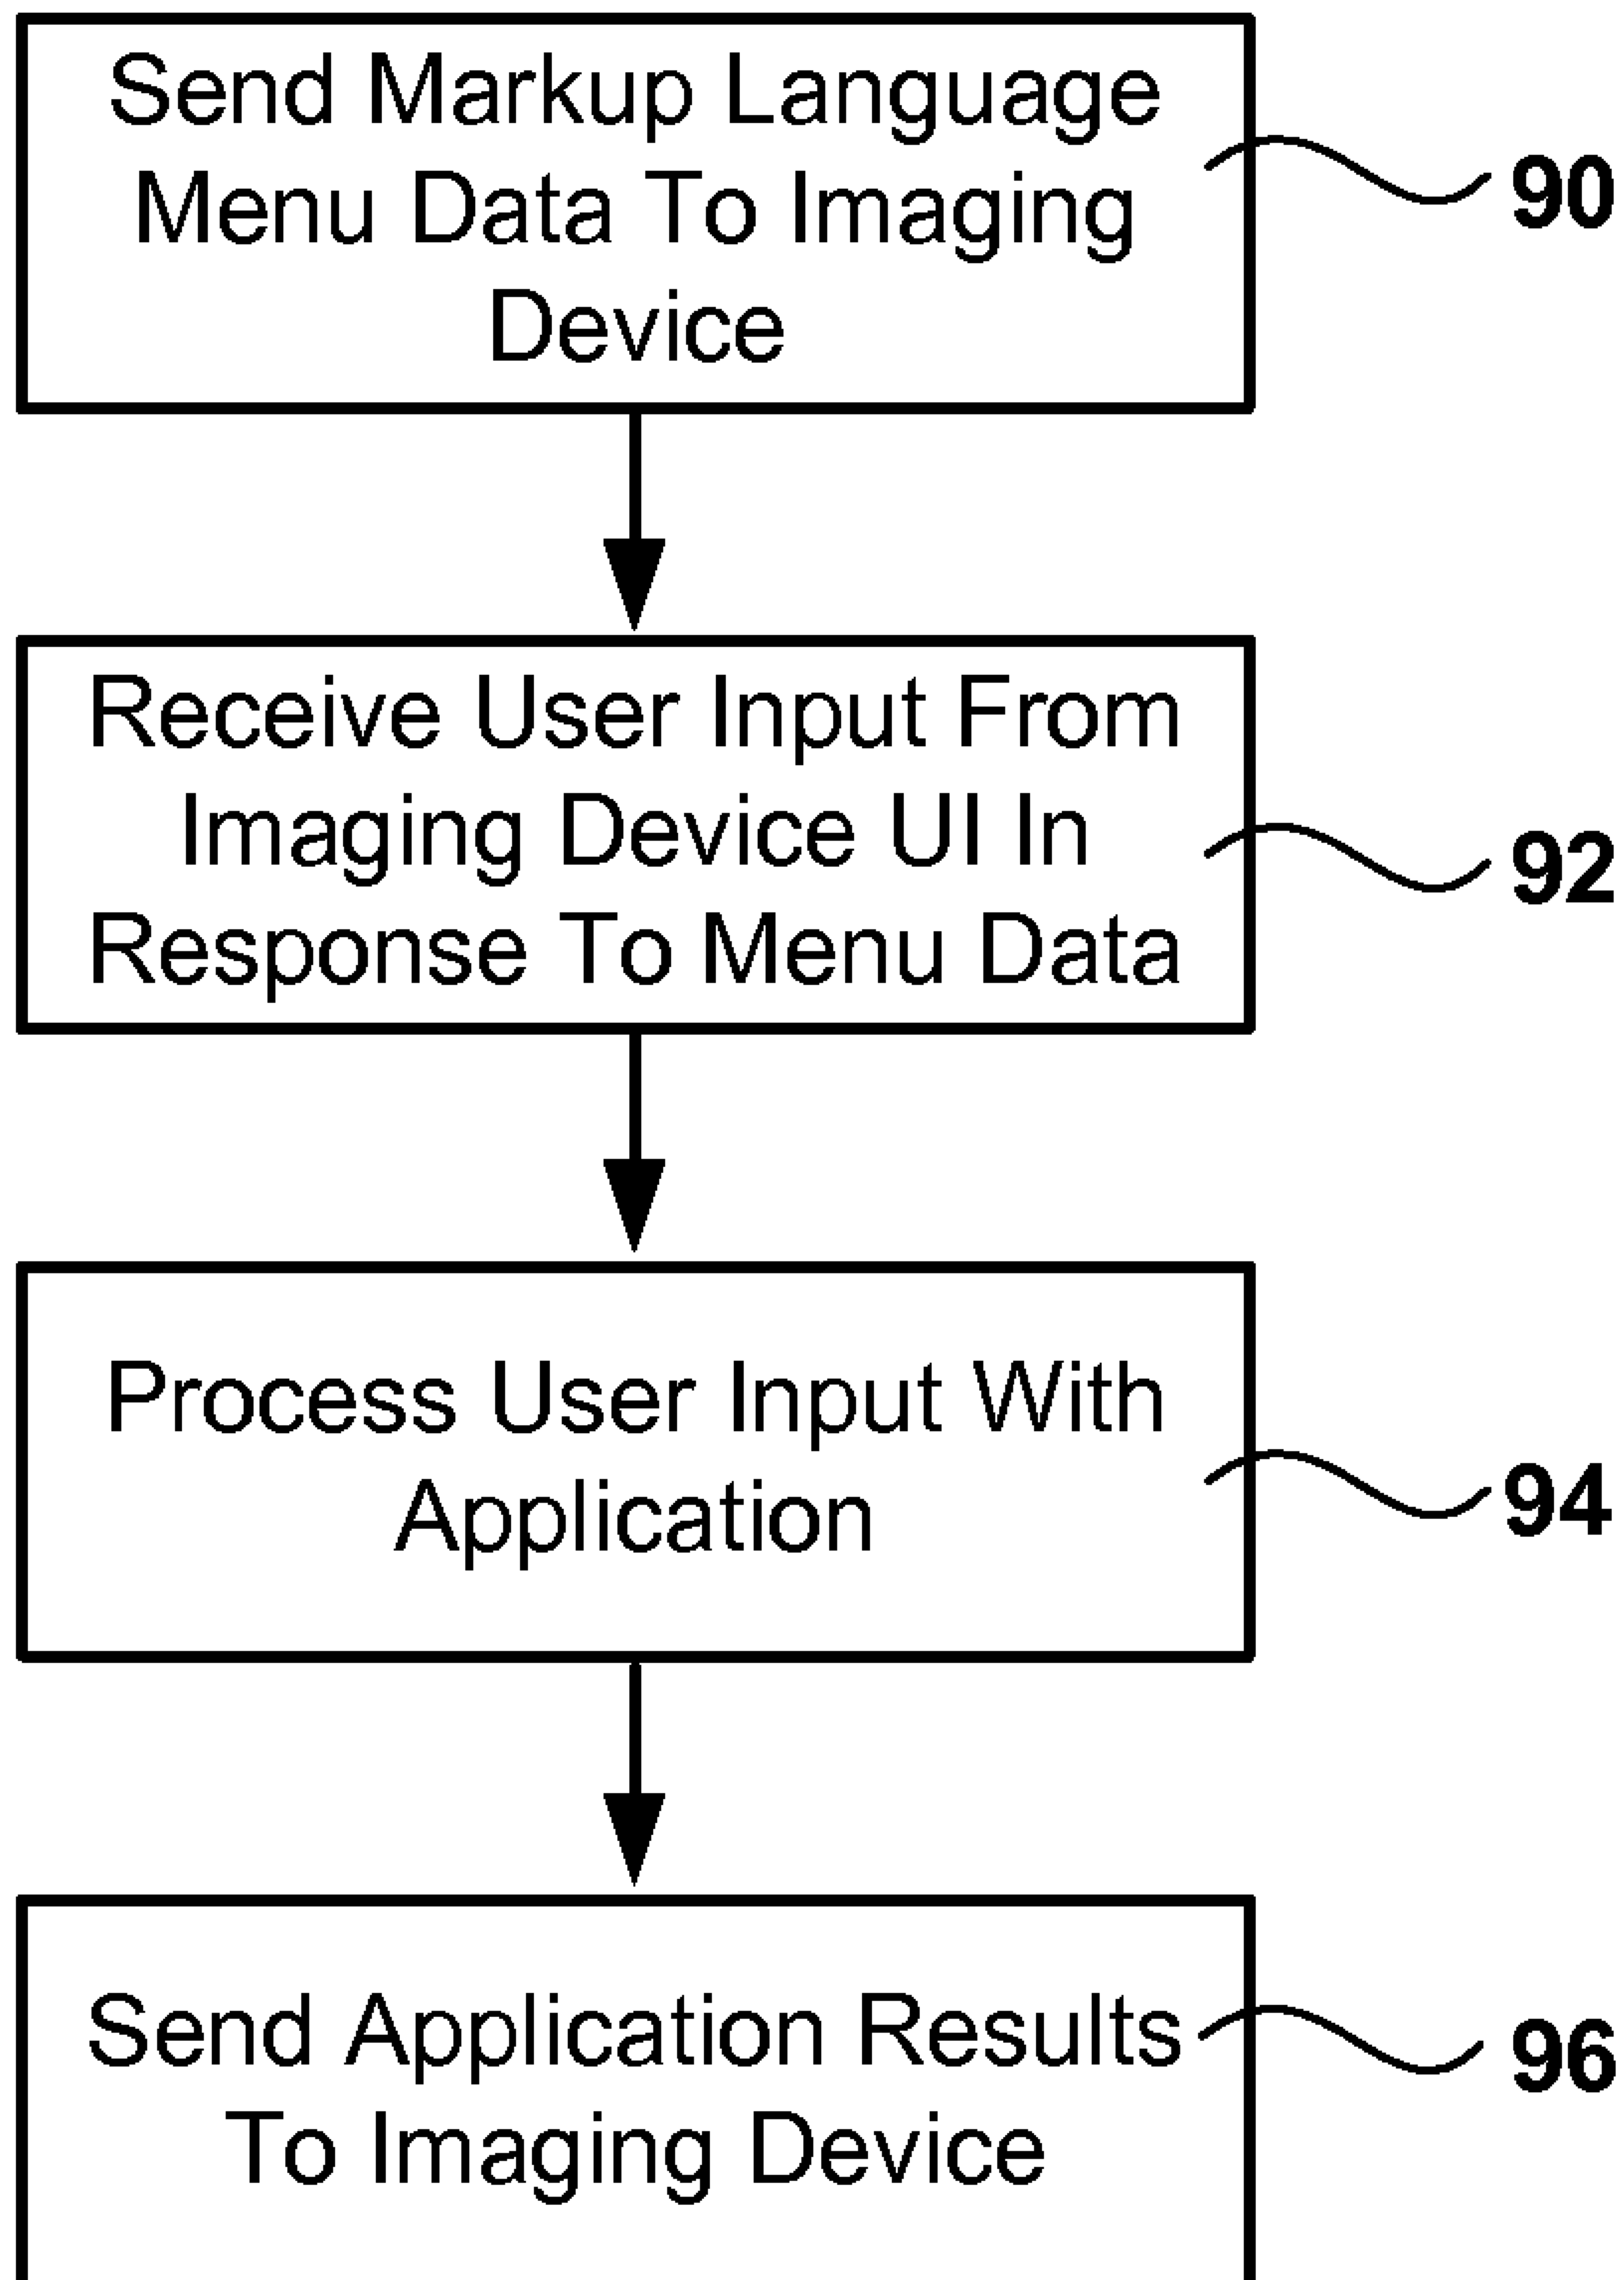 Send Markup Language
Menu Data To Imaging
Device
90
Receive User Input From
Imaging Device UI In
Response To Menu Data
92
Process User Input With
Application
94
Send Application Results
To Imaging Device
96